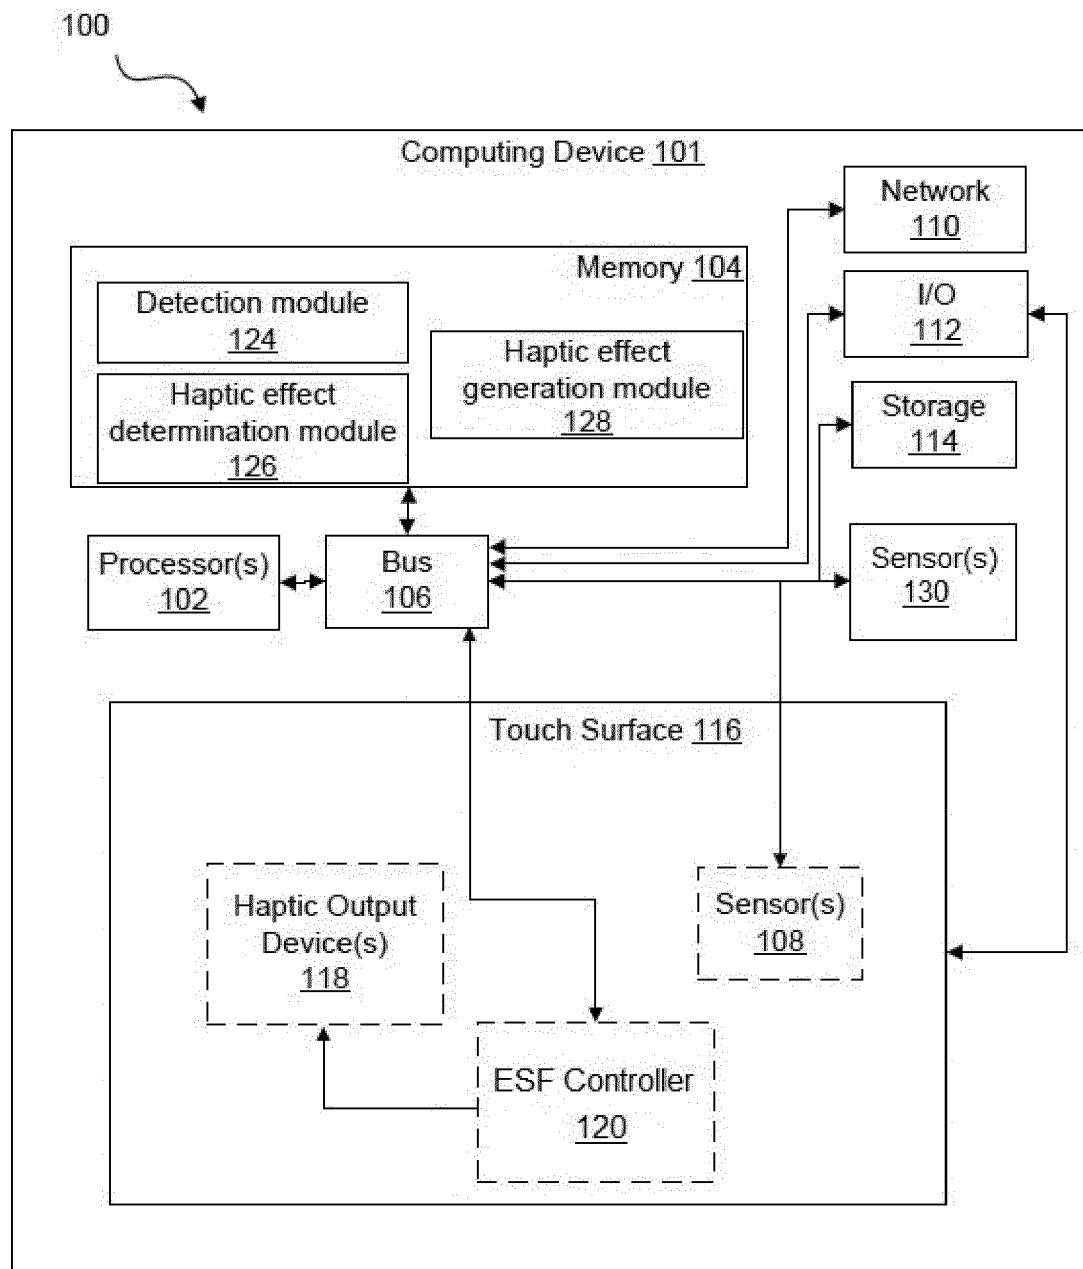 100
Computing Device 101
Network
110
Memory 104
I/O
112
Detection module
124
Haptic effect
generation module
128
Haptic effect
determination module
126
Storage
114
Processor(s)
102
Bus
106
Sensor(s)
130
Touch Surface 116
Haptic Output
Device(s)
118
Sensor(s)
108
ESF Controller
120